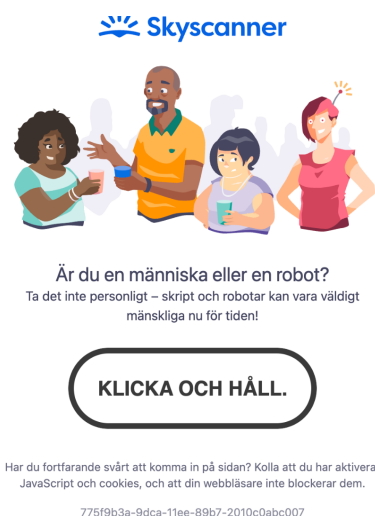 Skyscanner
Är du en människa eller en robot?
Ta det inte personligt – skript och robotar kan vara väldigt
mänskliga nu för tiden!
KLICKA OCH HÅLL.
Har du fortfarande svårt att komma in på sidan? Kolla att du har aktivera
JavaScript och cookies, och att din webbläsare inte blockerar dem.
775f9b3a-9dca-11ee-89b7-2010c0abc007